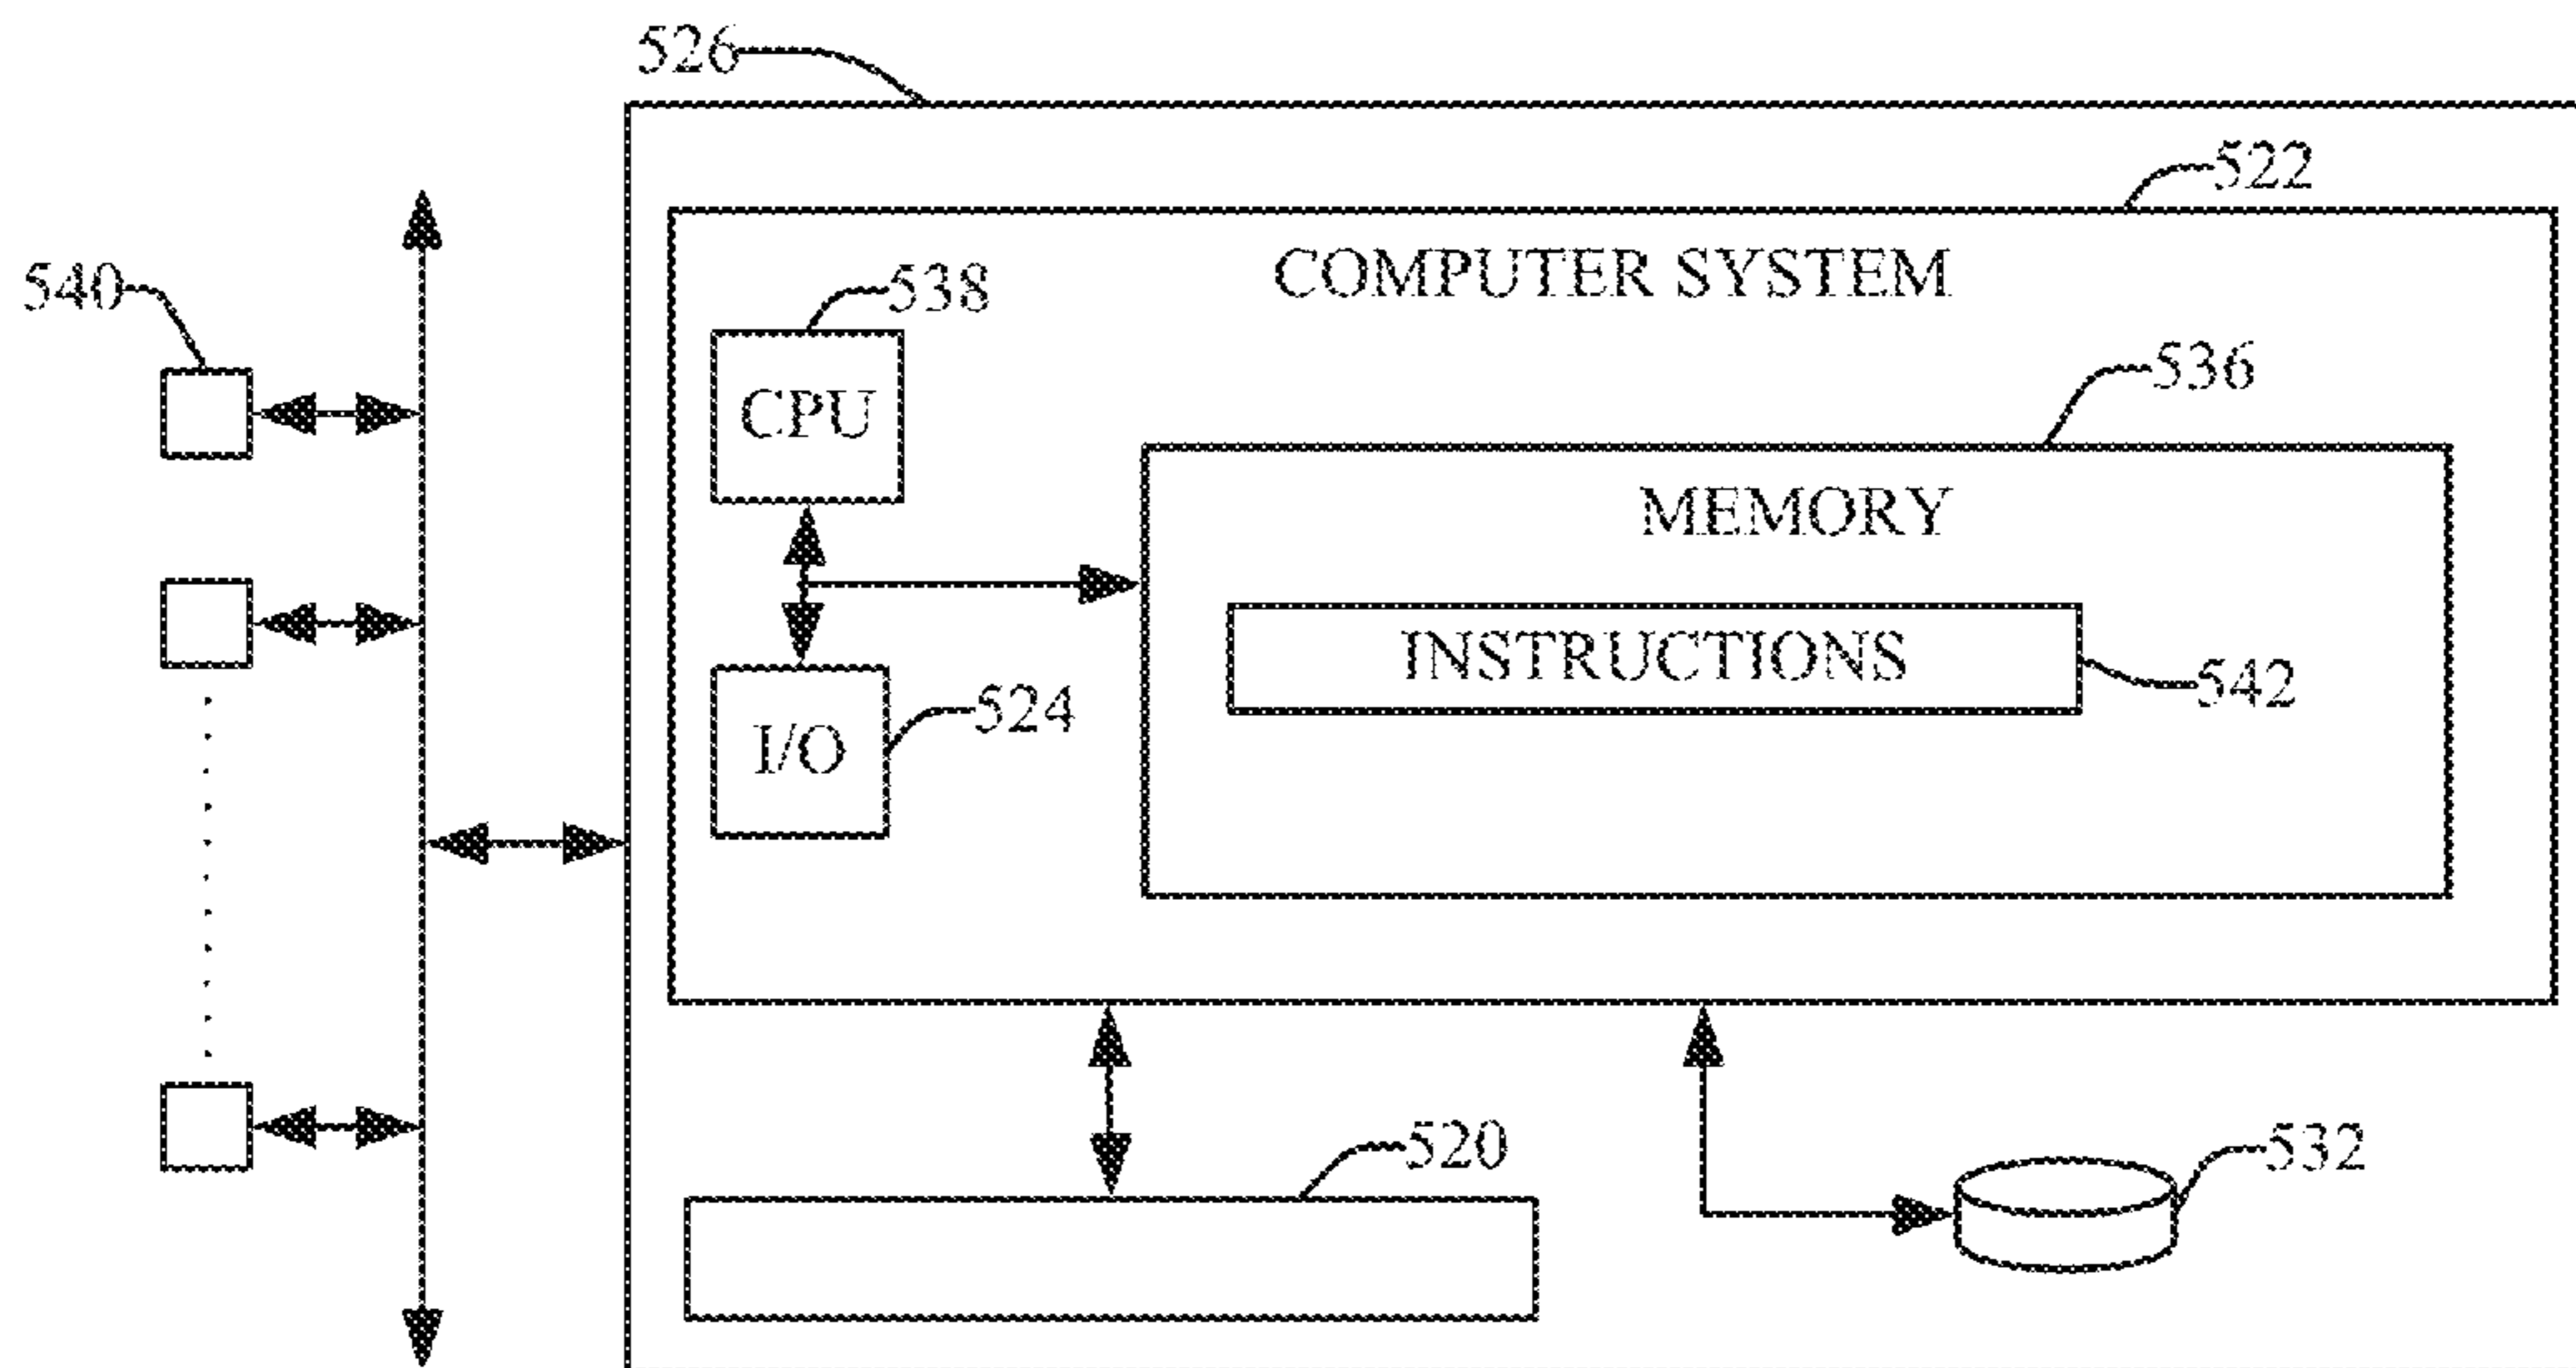 526
522
COMPUTER SYSTEM
540
538
536
CPU
MEMORY
INSTRUCTIONS
542
524
I/O
520
532